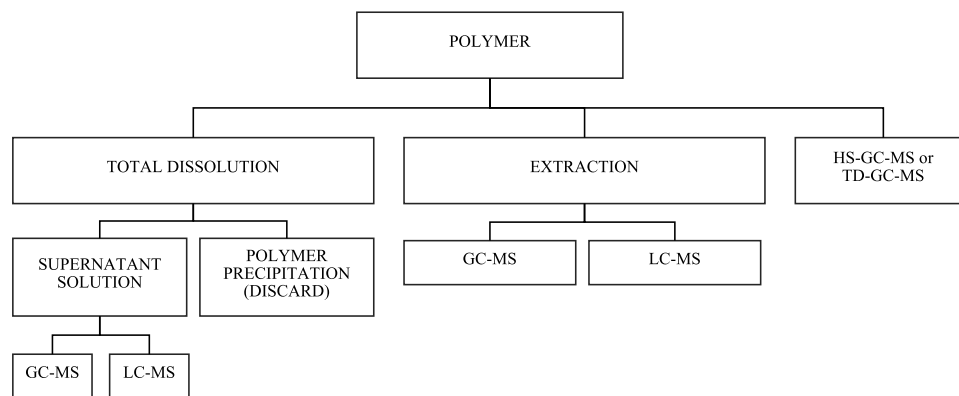 POLYMER
TOTAL DISSOLUTION
EXTRACTION
HS-GC-MS or
TD-GC-MS
SUPERNATANT
SOLUTION
POLYMER
PRECIPITATION
(DISCARD)
GC-MS
LC-MS
GC-MS
LC-MS